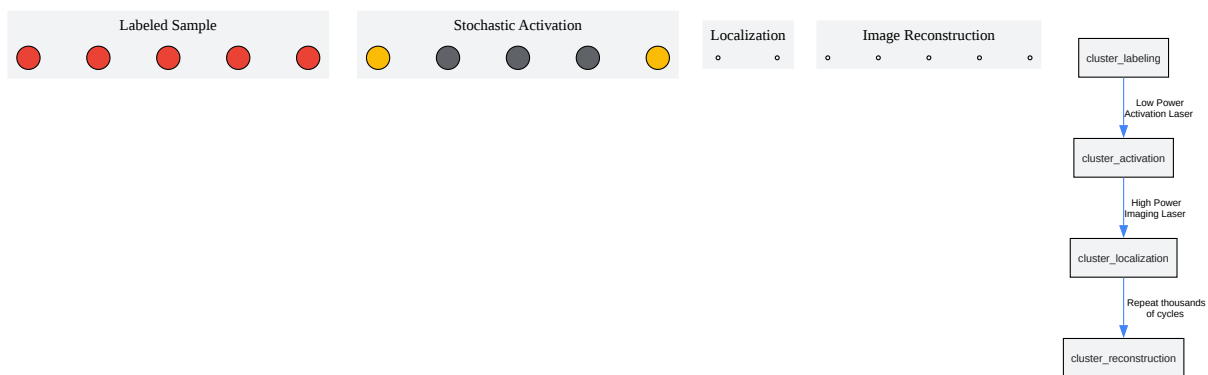 Labeled Sample
Stochastic Activation
Localization
Image Reconstruction
cluster_labeling
Low Power
Activation Laser
cluster_activation
High Power
Imaging Laser
cluster_localization
Repeat thousands
of cycles
cluster_reconstruction